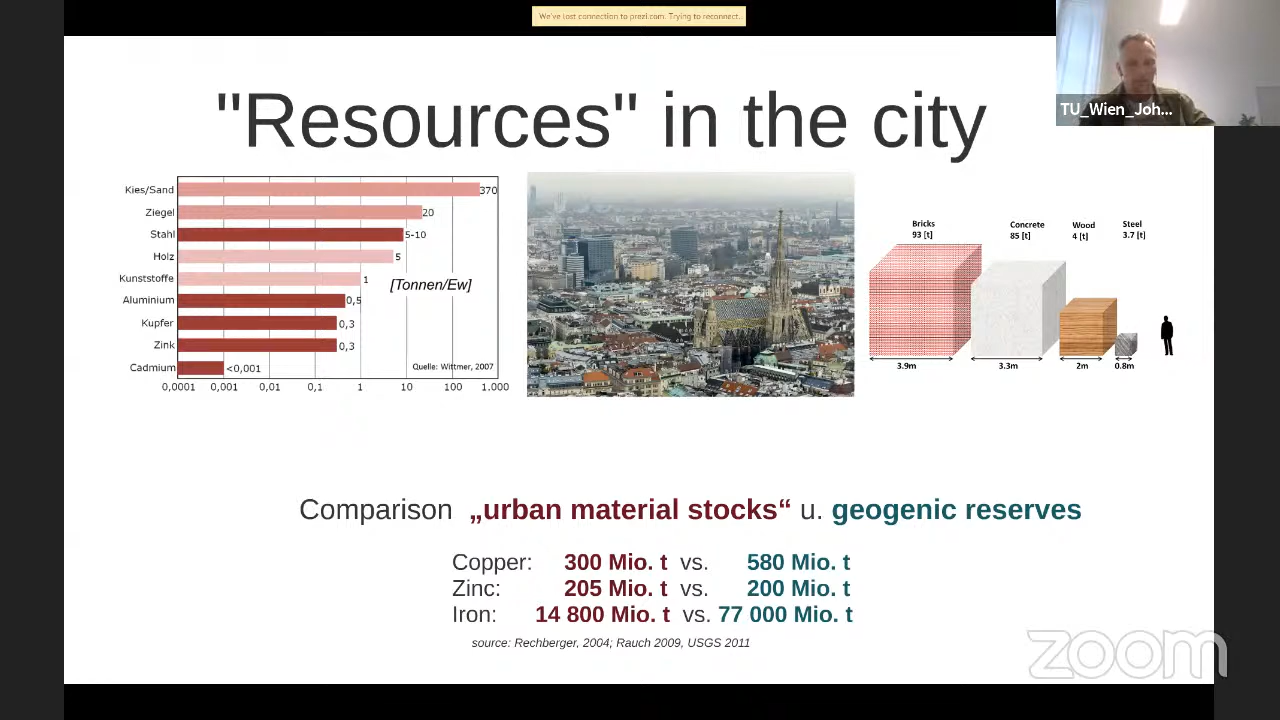 We've lost connection to prezi.com. Trying to reconnect..
TU_Wien_Joh...
"Resources" in the city
Kies/Sand 370
Ziegel 20
Stahl 5-10
Holz 5
Kunststoffe 1
[Tonnen/Ew]
Aluminium 0,5
Kupfer 0,3
Zink 0,3
Cadmium <0,001
Quelle: Wittmer, 2007
0,0001 0,001 0,01 0,1 1 10 100 1.000
Bricks
93 [t]
Concrete
85 [t]
Wood
4 [t]
Steel
3.7 [t]
3.9m 3.3m 2m 0.8m
Comparison „urban material stocks“ u. geogenic reserves
Copper: 300 Mio. t vs. 580 Mio. t
Zinc: 205 Mio. t vs. 200 Mio. t
Iron: 14 800 Mio. t vs. 77 000 Mio. t
source: Rechberger, 2004; Rauch 2009, USGS 2011
zoom